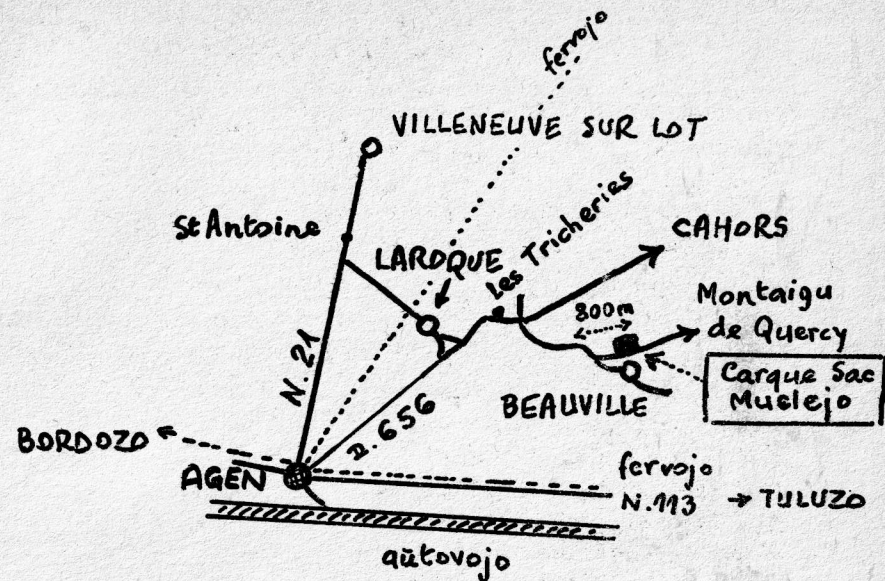 fervojo
VILLENEUVE SUR LOT
St Antoine
LAROQUE
Les Tricheries
CAHORS
800m
Montaigu
de Quercy
Carque Sac
Muelejo
BEAUVILLE
N.21
D.656
BORDOZO
AGEN
fervojo
N.113 → TULUZO
aŭtovojo